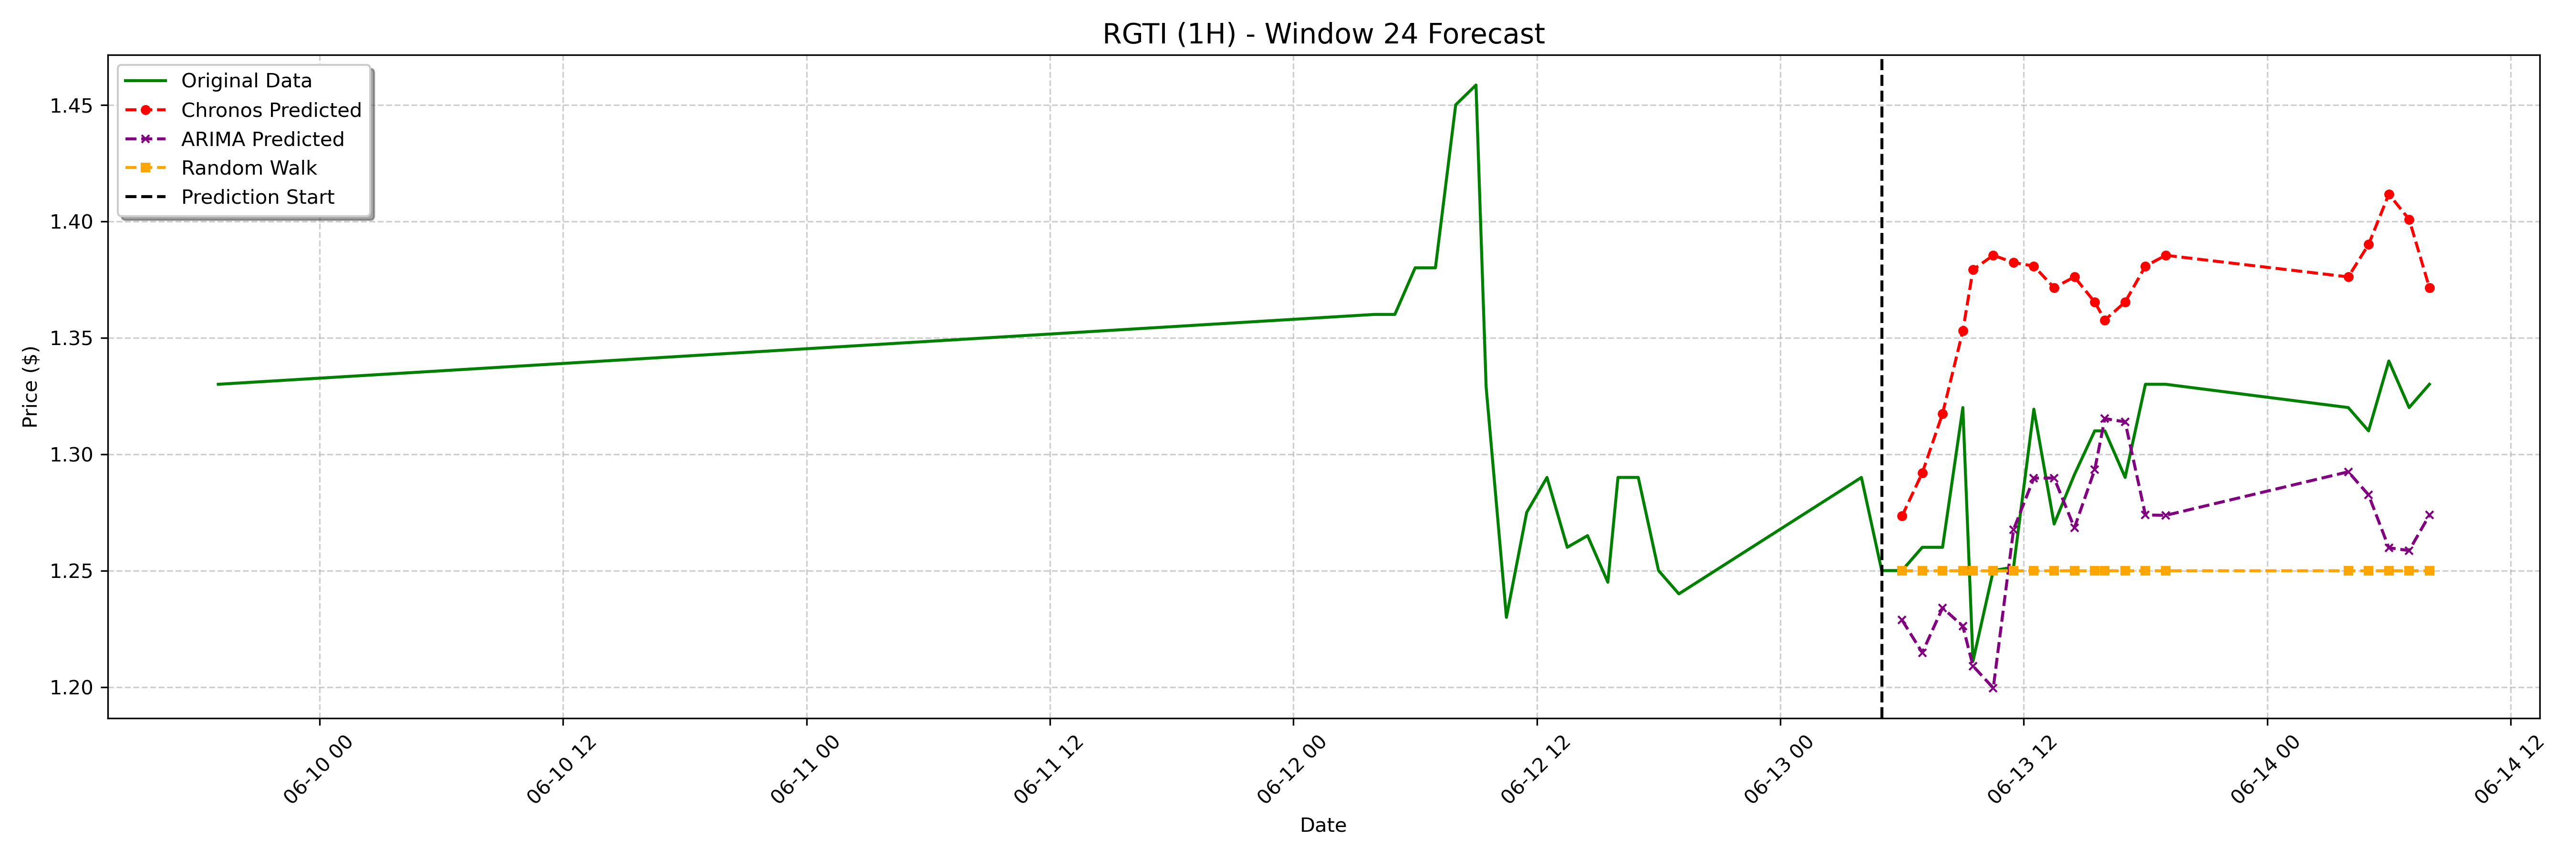 RGTI (1H) - Window 24 Forecast
Original Data
Chronos Predicted
ARIMA Predicted
Random Walk
Prediction Start
Price ($)
1.45
1.40
1.35
1.30
1.25
1.20
06-10 00
06-10 12
06-11 00
06-11 12
06-12 00
06-12 12
06-13 00
06-13 12
06-14 00
06-14 12
Date